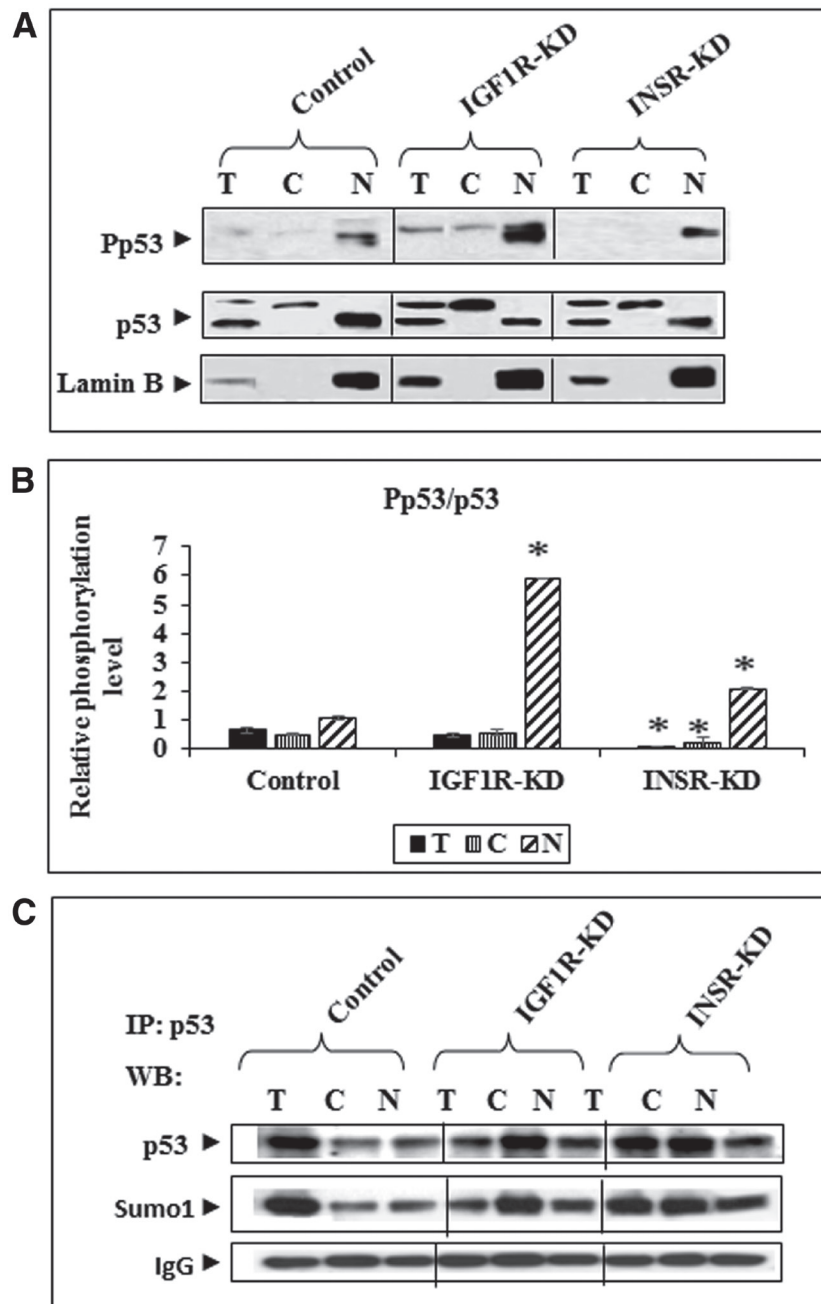 A
Control
IGF1R-KD
INSR-KD
T C N T C N T C N
Pp53 ►
p53 ►
Lamin B ►
B
Pp53/p53
Relative phosphorylation
level
7
6
5
4
3
2
1
0
*
* * *
Control IGF1R-KD INSR-KD
T C N
C
Control
IGF1R-KD
INSR-KD
IP: p53
WB:
T C N T C N T C N
p53 ►
Sumo1 ►
IgG ►